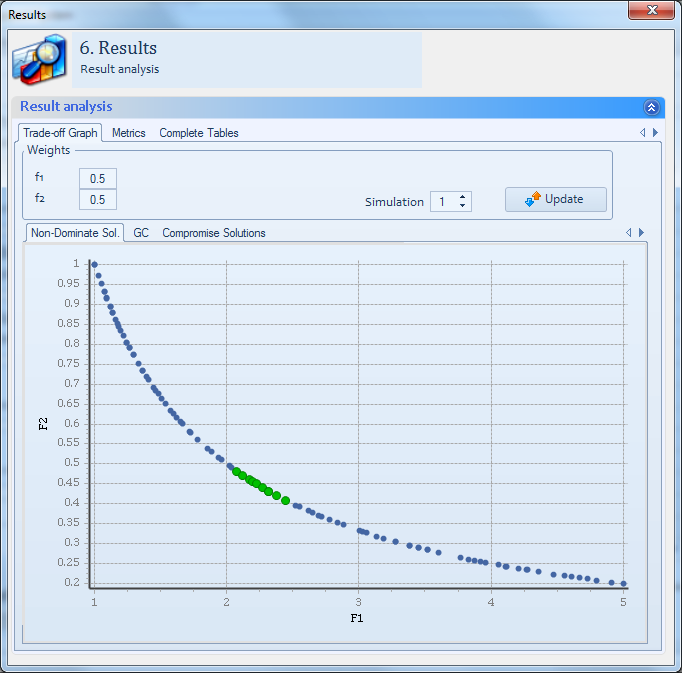 Results
6. Results
Result analysis
Result analysis
Trade-off Graph Metrics Complete Tables
Weights
f1 0.5
f2 0.5
Simulation 1 Update
Non-Dominate Sol. GC Compromise Solutions
1
0.95
0.9
0.85
0.8
0.75
0.7
0.65
0.6
0.55
0.5
0.45
0.4
0.35
0.3
0.25
0.2
F2
1 2 3 4 5
F1